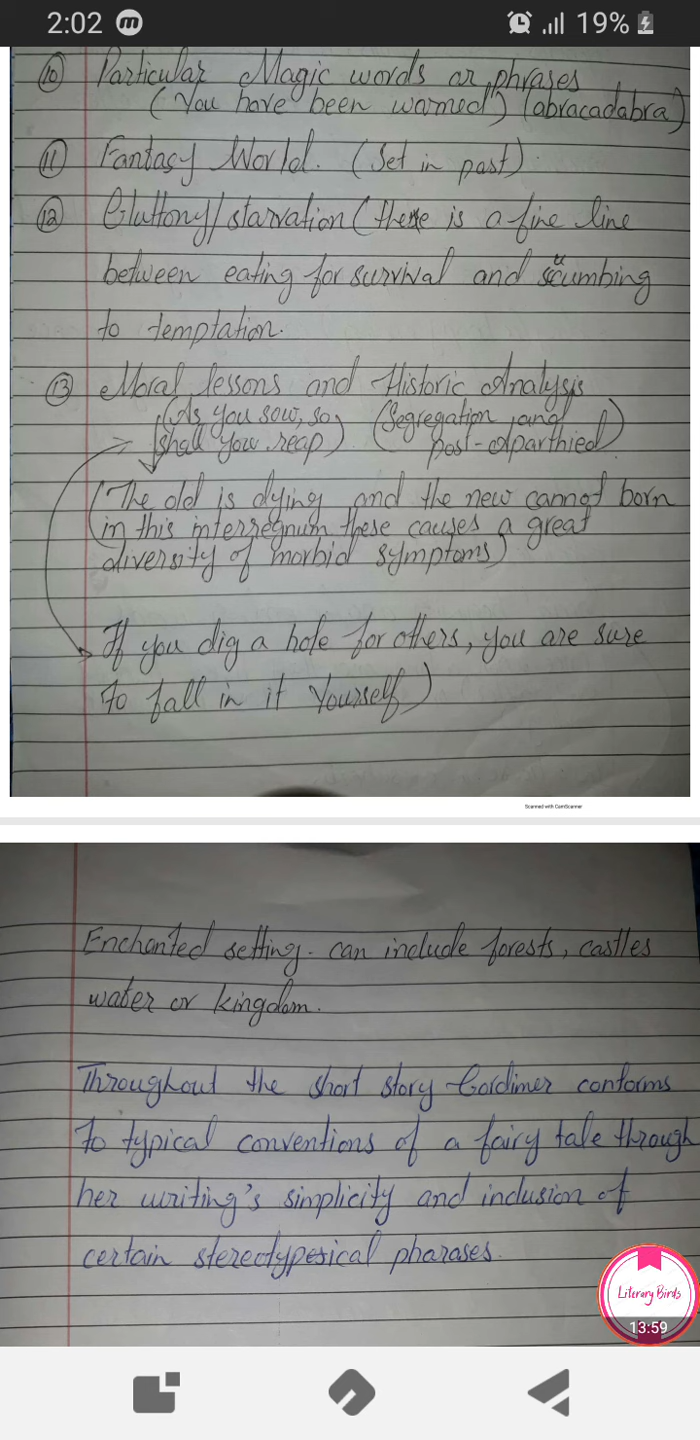 2:02 m 19%
⑩ Particular Magic words or phrases
(You have been warned) (abracadabra)
⑪ Fantasy World. (Set in past).
⑫ Gluttony/starvation (there is a fine line
between eating for survival and scumbing
to temptation.
⑬ Moral lessons and Historic Analysis
(As you sow, so (Segregation and
shall you reap) post-Aparthied)
(The old is dying and the new cannot born
in this interregnum these causes a great
diversity of morbid symptoms)
If you dig a hole for others, you are sure
to fall in it Yourself)
Scanned with CamScanner
Enchanted setting - can include forests, castles
water or kingdom.
Throughout the short story Gordimer conforms
to typical conventions of a fairy tale through
her writing's simplicity and inclusion of
certain stereotypesical pharases.
Literary Birds
13:59